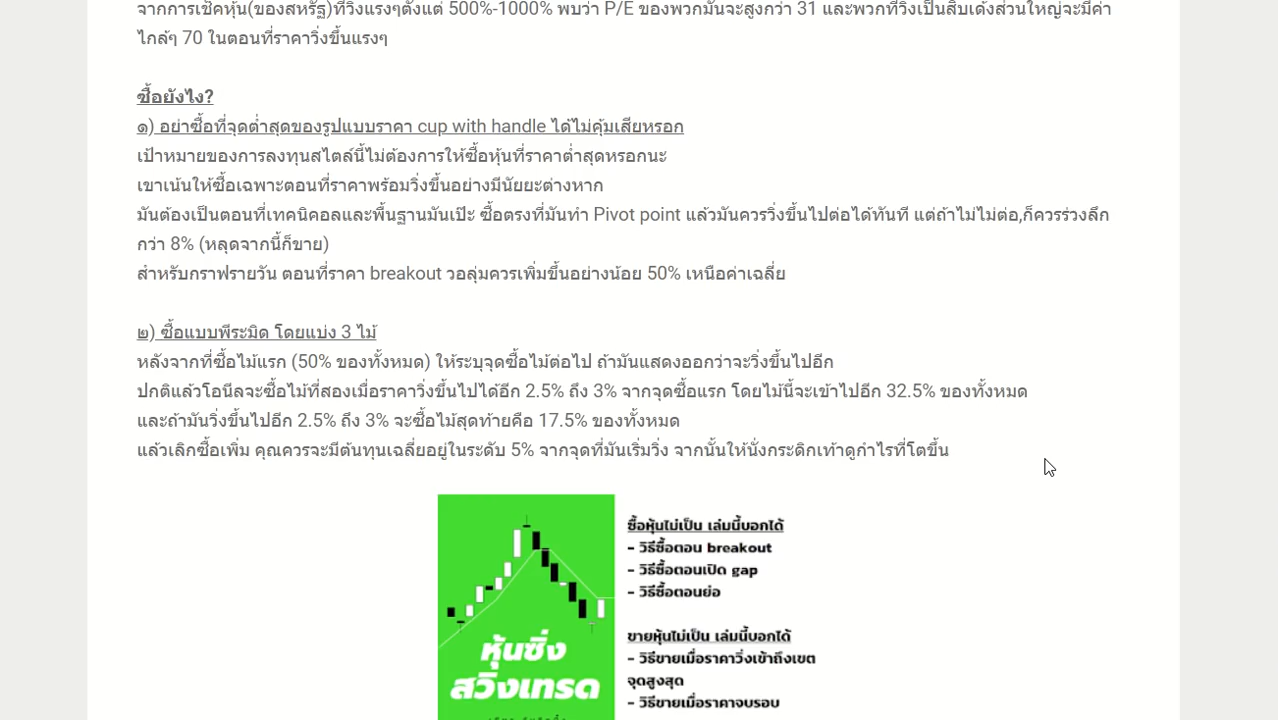 จากการเช็คหุ้น(ของสหรัฐ)ที่วิ่งแรงๆตั้งแต่ 500%-1000% พบว่า P/E ของพวกมันจะสูงกว่า 31 และพวกที่วิ่งเป็นสิบเด้งส่วนใหญ่จะมีค่า
ไกล้ๆ 70 ในตอนที่ราคาวิ่งขึ้นแรงๆ
ซื้อยังไง?
๑) อย่าซื้อที่จุดต่ำสุดของรูปแบบราคา cup with handle ได้ไม่คุ้มเสียหรอก
เป้าหมายของการลงทุนสไตล์นี้ไม่ต้องการให้ซื้อหุ้นที่ราคาต่ำสุดหรอกนะ
เขาเน้นให้ซื้อเฉพาะตอนที่ราคาพร้อมวิ่งขึ้นอย่างมีนัยยะต่างหาก
มันต้องเป็นตอนที่เทคนิคอลและพื้นฐานมันเป๊ะ ซื้อตรงที่มันทำ Pivot point แล้วมันควรวิ่งขึ้นไปต่อได้ทันที แต่ถ้าไม่ไม่ต่อ,ก็ควรร่วงลึก
กว่า 8% (หลุดจากนี้ก็ขาย)
สำหรับกราฟรายวัน ตอนที่ราคา breakout วอลุ่มควรเพิ่มขึ้นอย่างน้อย 50% เหนือค่าเฉลี่ย
๒) ซื้อแบบพีระมิด โดยแบ่ง 3 ไม้
หลังจากที่ซื้อไม้แรก (50% ของทั้งหมด) ให้ระบุจุดซื้อไม้ต่อไป ถ้ามันแสดงออกว่าจะวิ่งขึ้นไปอีก
ปกติแล้วโอนีลจะซื้อไม้ที่สองเมื่อราคาวิ่งขึ้นไปได้อีก 2.5% ถึง 3% จากจุดซื้อแรก โดยไม้นี้จะเข้าไปอีก 32.5% ของทั้งหมด
และถ้ามันวิ่งขึ้นไปอีก 2.5% ถึง 3% จะซื้อไม้สุดท้ายคือ 17.5% ของทั้งหมด
แล้วเลิกซื้อเพิ่ม คุณควรจะมีต้นทุนเฉลี่ยอยู่ในระดับ 5% จากจุดที่มันเริ่มวิ่ง จากนั้นให้นั่งกระดิกเท้าดูกำไรที่โตขึ้น
หุ้นซิ่ง
สวิงเทรด
ซื้อหุ้นไม่เป็น เล่มนี้บอกได้
- วิธีซื้อตอน breakout
- วิธีซื้อตอนเปิด gap
- วิธีซื้อตอนย่อ
ขายหุ้นไม่เป็น เล่มนี้บอกได้
- วิธีขายเมื่อราคาวิ่งเข้าถึงเขต
จุดสูงสุด
- วิธีขายเมื่อราคาจบรอบ